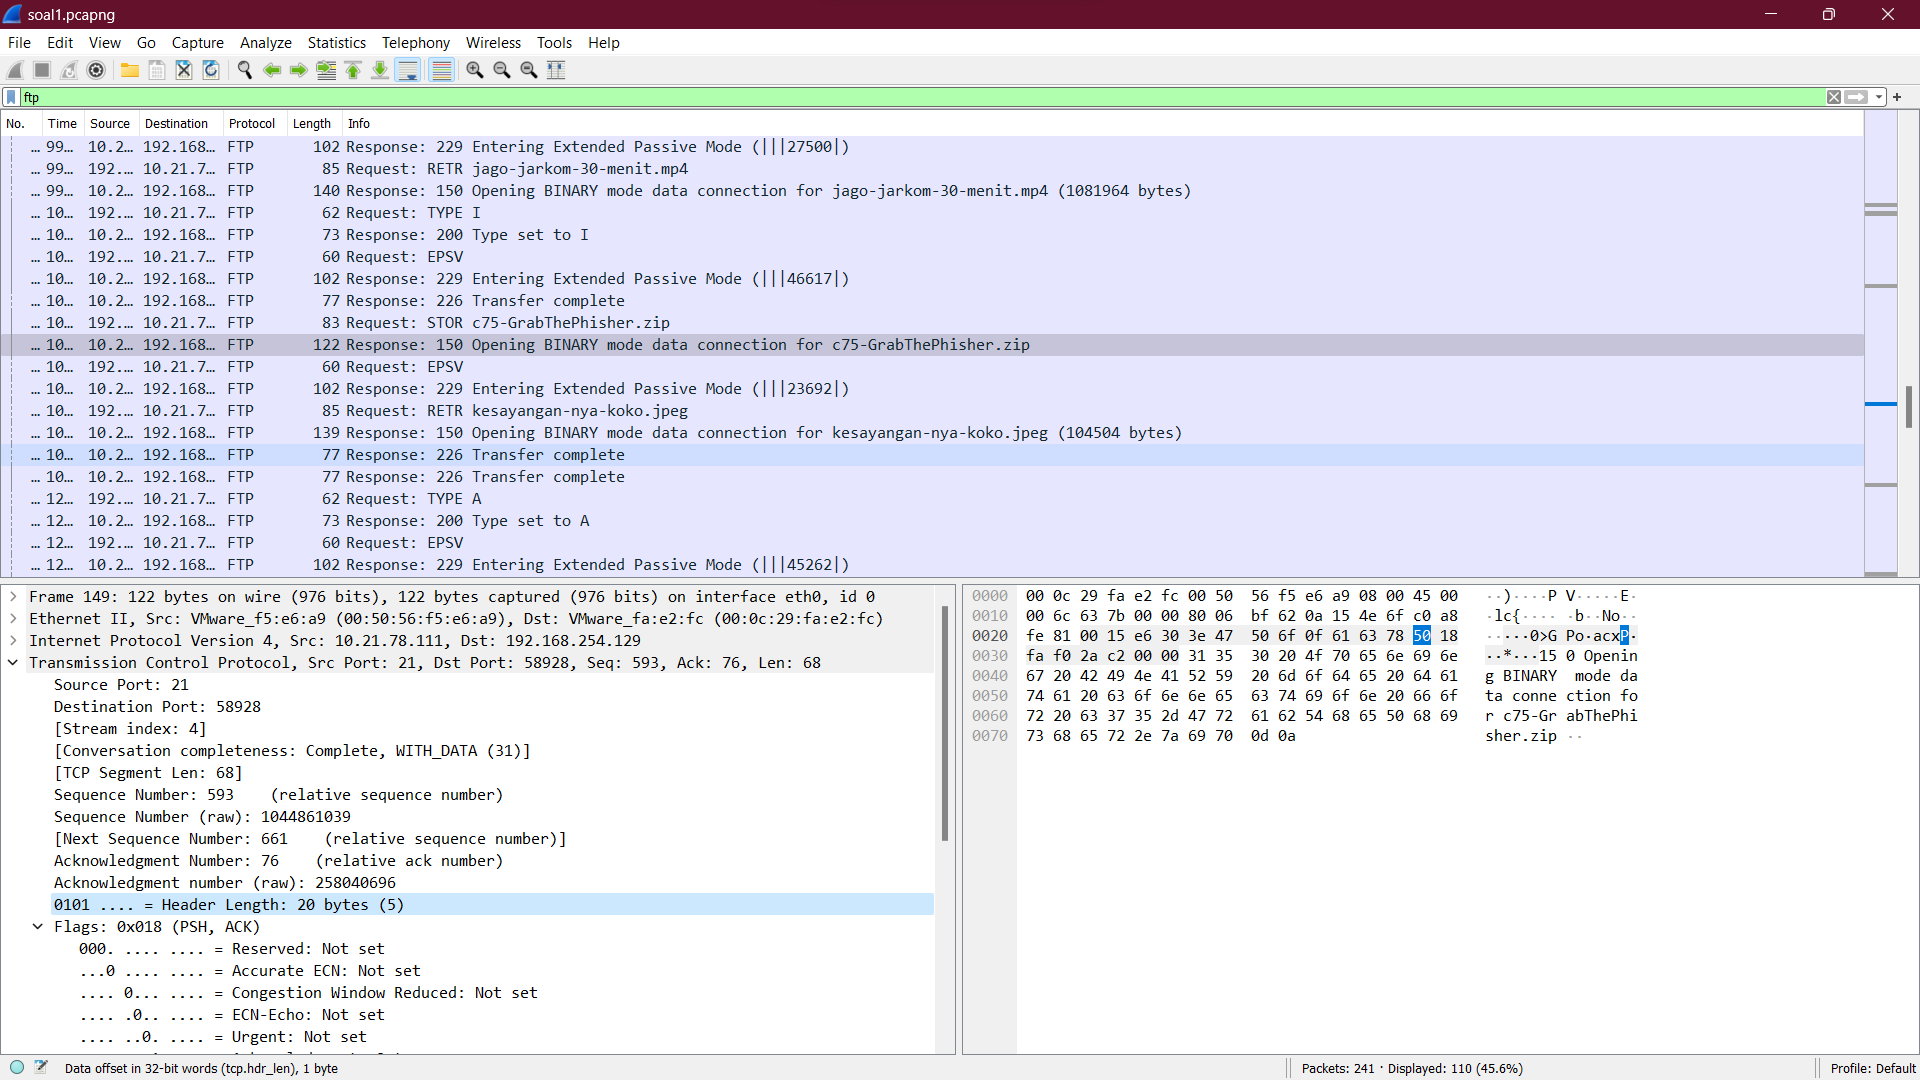 soal1.pcapng
File Edit View Go Capture Analyze Statistics Telephony Wireless Tools Help
ftp
No. Time Source Destination Protocol Length Info
… 99… 10.2… 192.168… FTP 102 Response: 229 Entering Extended Passive Mode (|||27500|)
… 99… 192.… 10.21.7… FTP 85 Request: RETR jago-jarkom-30-menit.mp4
… 99… 10.2… 192.168… FTP 140 Response: 150 Opening BINARY mode data connection for jago-jarkom-30-menit.mp4 (1081964 bytes)
… 10… 192.… 10.21.7… FTP 62 Request: TYPE I
… 10… 10.2… 192.168… FTP 73 Response: 200 Type set to I
… 10… 192.… 10.21.7… FTP 60 Request: EPSV
… 10… 10.2… 192.168… FTP 102 Response: 229 Entering Extended Passive Mode (|||46617|)
… 10… 10.2… 192.168… FTP 77 Response: 226 Transfer complete
… 10… 192.… 10.21.7… FTP 83 Request: STOR c75-GrabThePhisher.zip
… 10… 10.2… 192.168… FTP 122 Response: 150 Opening BINARY mode data connection for c75-GrabThePhisher.zip
… 10… 192.… 10.21.7… FTP 60 Request: EPSV
… 10… 10.2… 192.168… FTP 102 Response: 229 Entering Extended Passive Mode (|||23692|)
… 10… 192.… 10.21.7… FTP 85 Request: RETR kesayangan-nya-koko.jpeg
… 10… 10.2… 192.168… FTP 139 Response: 150 Opening BINARY mode data connection for kesayangan-nya-koko.jpeg (104504 bytes)
… 10… 10.2… 192.168… FTP 77 Response: 226 Transfer complete
… 10… 10.2… 192.168… FTP 77 Response: 226 Transfer complete
… 12… 192.… 10.21.7… FTP 62 Request: TYPE A
… 12… 10.2… 192.168… FTP 73 Response: 200 Type set to A
… 12… 192.… 10.21.7… FTP 60 Request: EPSV
… 12… 10.2… 192.168… FTP 102 Response: 229 Entering Extended Passive Mode (|||45262|)
Frame 149: 122 bytes on wire (976 bits), 122 bytes captured (976 bits) on interface eth0, id 0
Ethernet II, Src: VMware_f5:e6:a9 (00:50:56:f5:e6:a9), Dst: VMware_fa:e2:fc (00:0c:29:fa:e2:fc)
Internet Protocol Version 4, Src: 10.21.78.111, Dst: 192.168.254.129
Transmission Control Protocol, Src Port: 21, Dst Port: 58928, Seq: 593, Ack: 76, Len: 68
Source Port: 21
Destination Port: 58928
[Stream index: 4]
[Conversation completeness: Complete, WITH_DATA (31)]
[TCP Segment Len: 68]
Sequence Number: 593 (relative sequence number)
Sequence Number (raw): 1044861039
[Next Sequence Number: 661 (relative sequence number)]
Acknowledgment Number: 76 (relative ack number)
Acknowledgment number (raw): 258040696
0101 .... = Header Length: 20 bytes (5)
Flags: 0x018 (PSH, ACK)
000. .... .... = Reserved: Not set
...0 .... .... = Accurate ECN: Not set
.... 0... .... = Congestion Window Reduced: Not set
.... .0.. .... = ECN-Echo: Not set
.... ..0. .... = Urgent: Not set
0000 00 0c 29 fa e2 fc 00 50 56 f5 e6 a9 08 00 45 00 ··)····P V·····E·
0010 00 6c 63 7b 00 00 80 06 bf 62 0a 15 4e 6f c0 a8 ·lc{···· ·b··No··
0020 fe 81 00 15 e6 30 3e 47 50 6f 0f 61 63 78 50 18 ·····0>G Po·acxP·
0030 fa f0 2a c2 00 00 31 35 30 20 4f 70 65 6e 69 6e ··*···15 0 Openin
0040 67 20 42 49 4e 41 52 59 20 6d 6f 64 65 20 64 61 g BINARY mode da
0050 74 61 20 63 6f 6e 6e 65 63 74 69 6f 6e 20 66 6f ta conne ction fo
0060 72 20 63 37 35 2d 47 72 61 62 54 68 65 50 68 69 r c75-Gr abThePhi
0070 73 68 65 72 2e 7a 69 70 0d 0a sher.zip ··
Data offset in 32-bit words (tcp.hdr_len), 1 byte
Packets: 241 · Displayed: 110 (45.6%)
Profile: Default